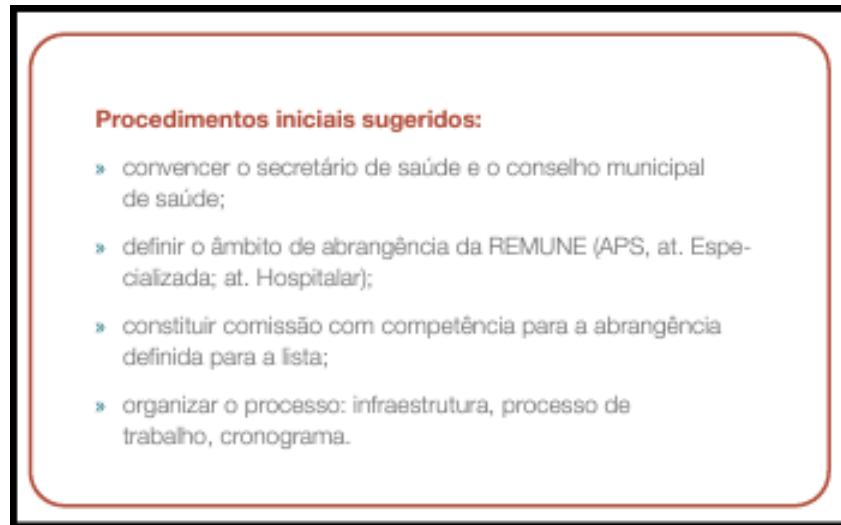 Procedimentos iniciais sugeridos:
» convencer o secretário de saúde e o conselho municipal
de saúde;
» definir o âmbito de abrangência da REMUNE (APS, at. Espe-
cializada; at. Hospitalar);
» constituir comissão com competência para a abrangência
definida para a lista;
» organizar o processo: infraestrutura, processo de
trabalho, cronograma.